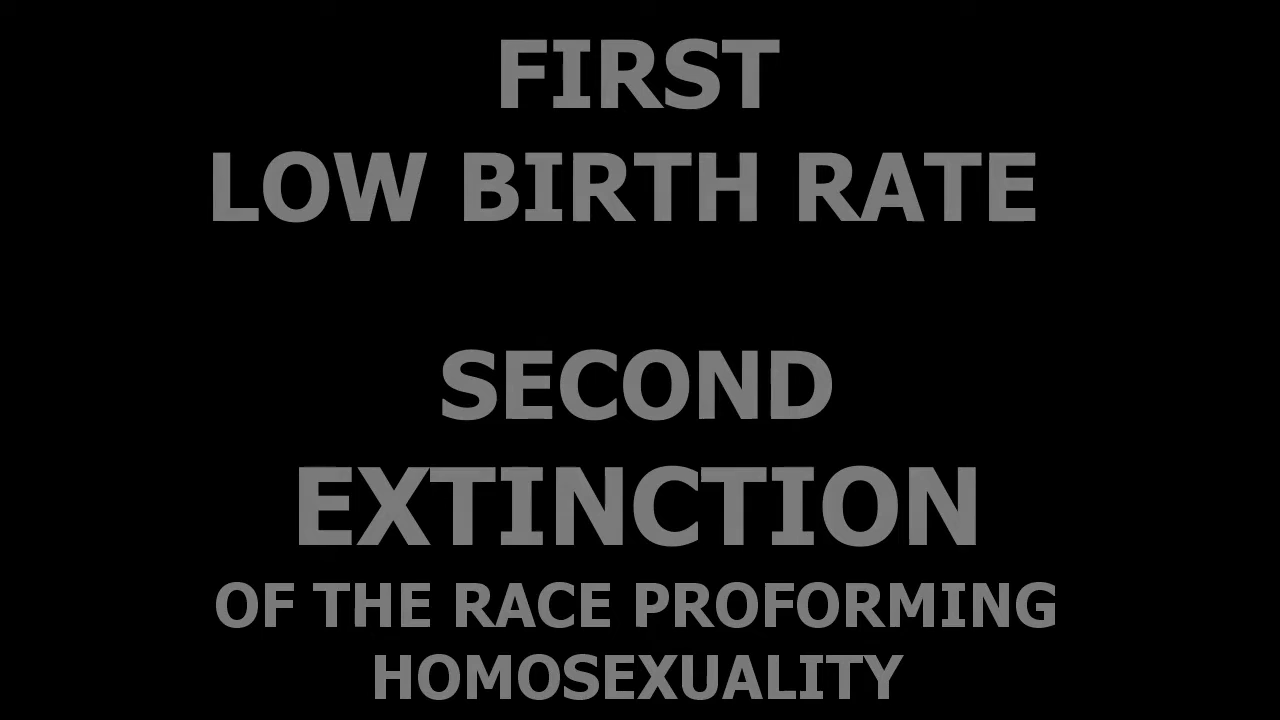 FIRST
LOW BIRTH RATE
SECOND
EXTINCTION
OF THE RACE PROFORMING
HOMOSEXUALITY